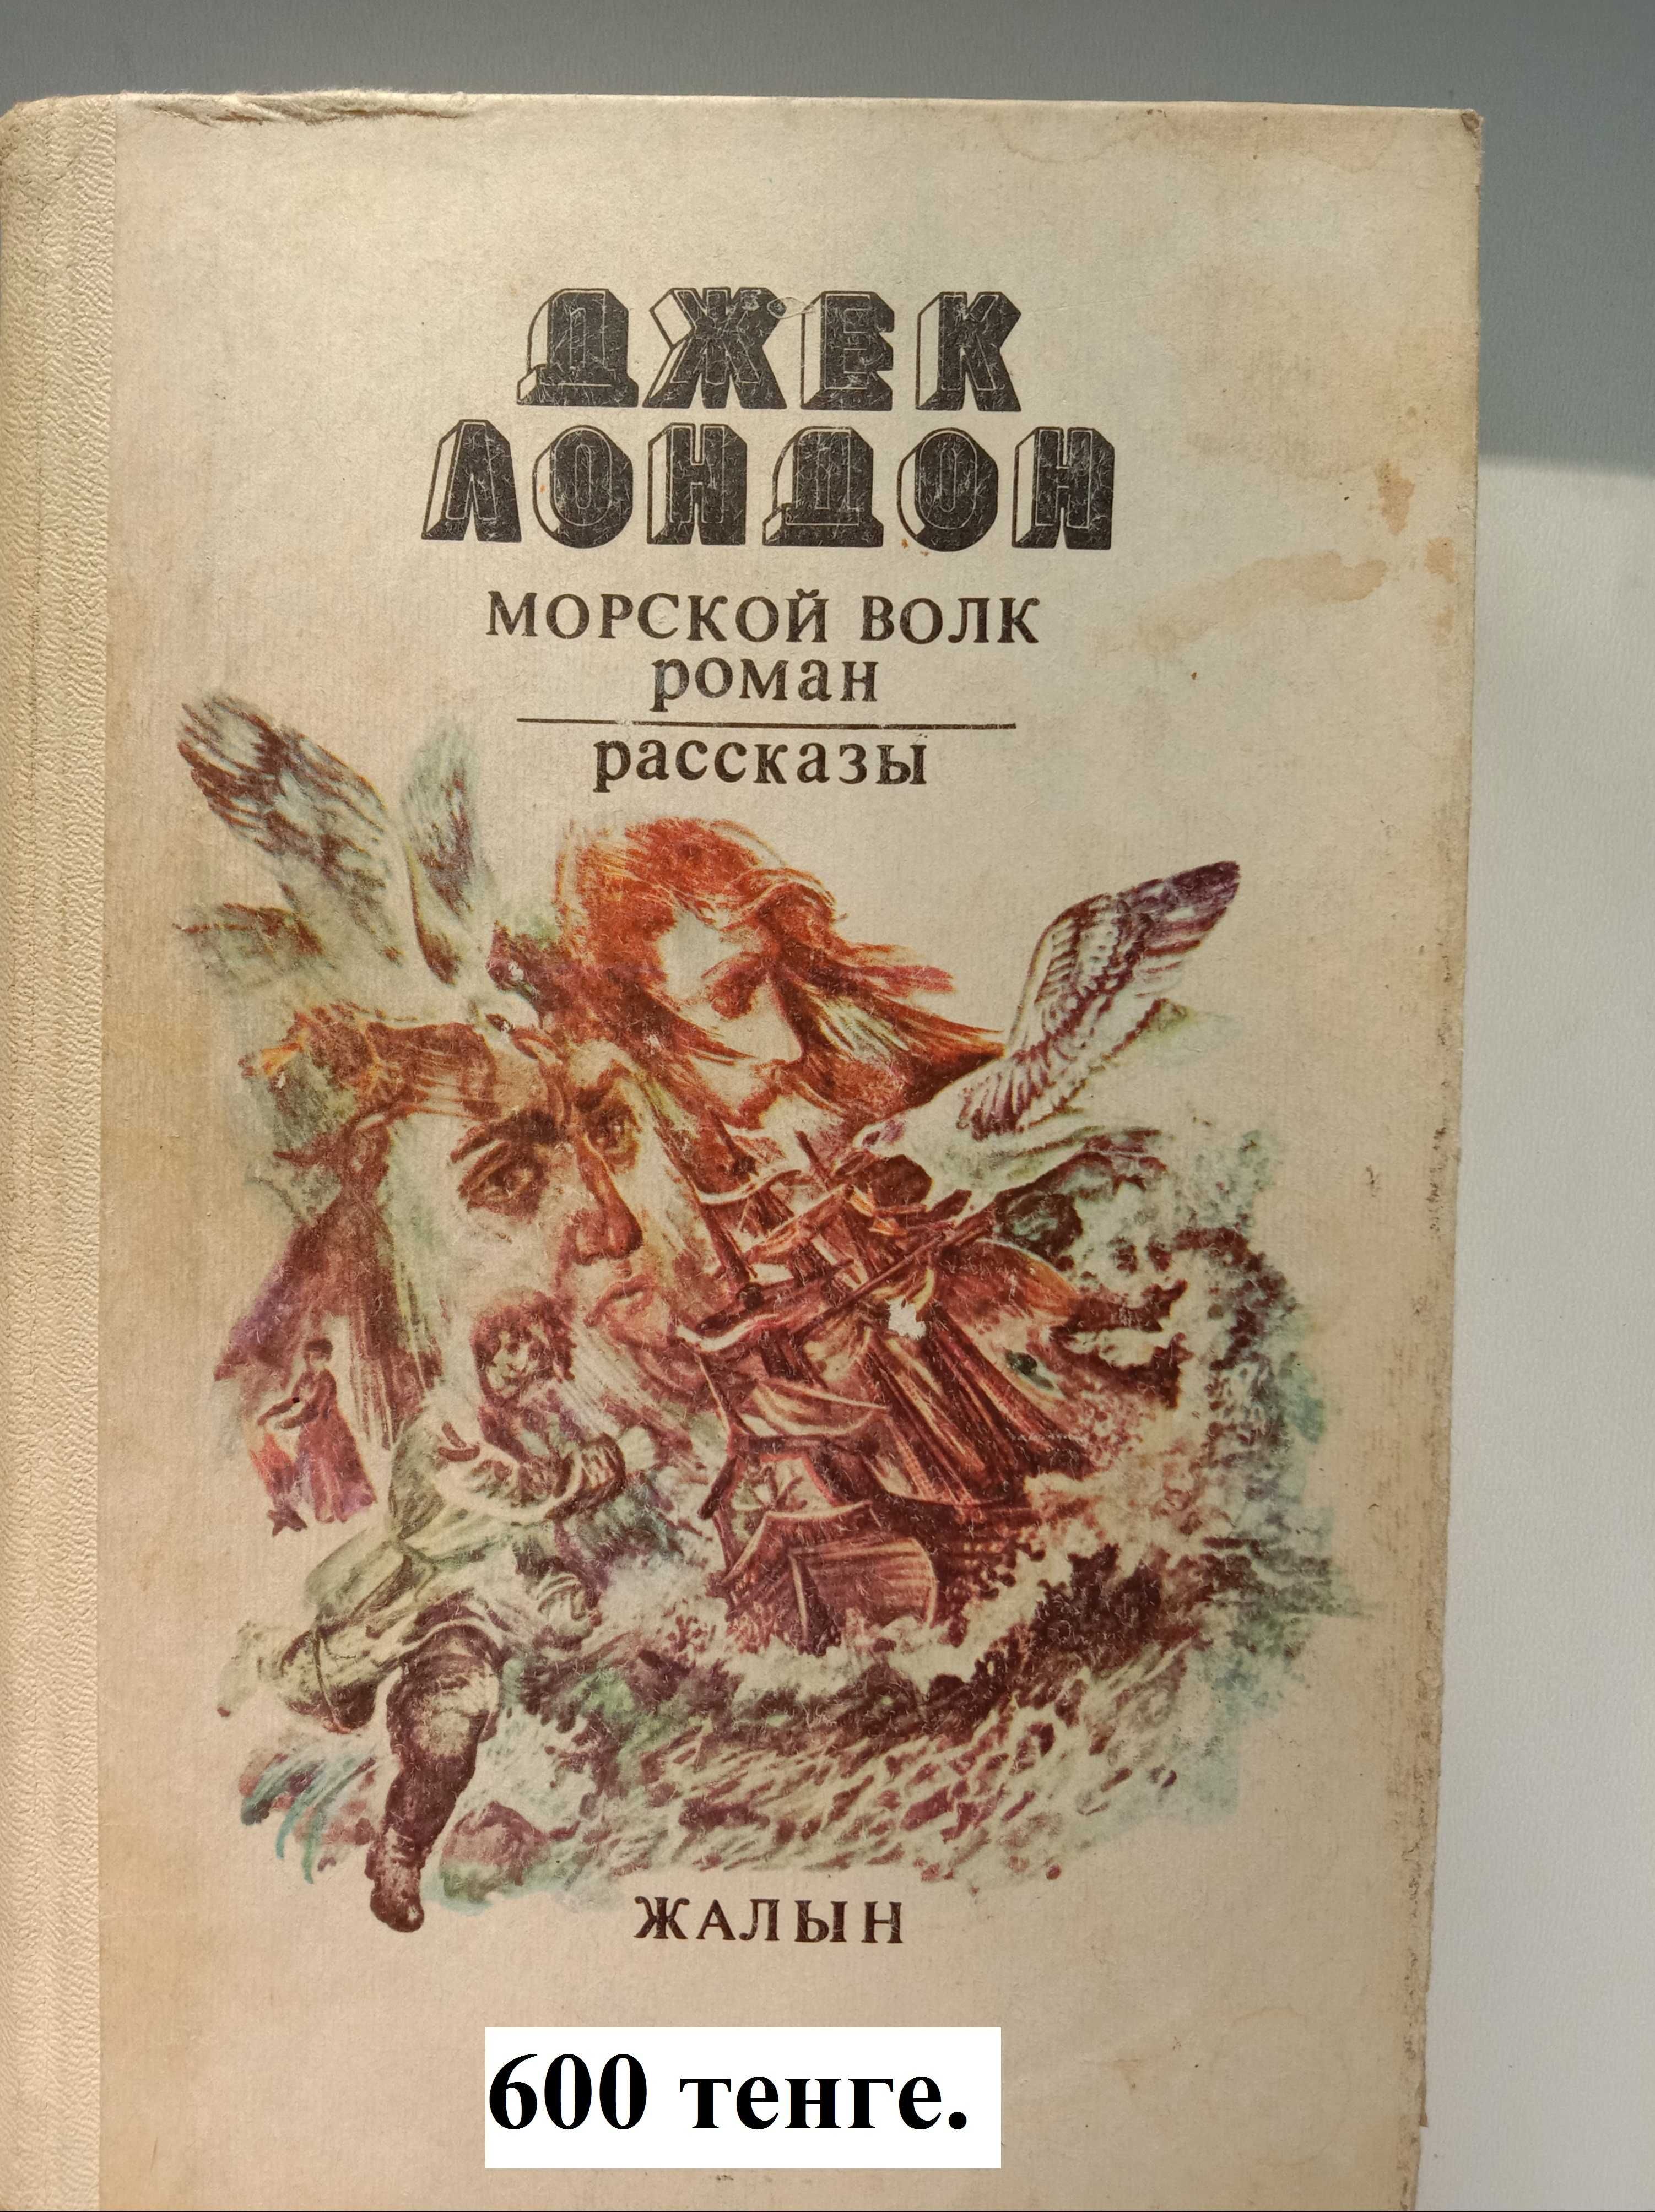 ДЖЕК
ЛОНДОН
МОРСКОЙ ВОЛК
роман
рассказы
ЖАЛЫН
600 тенге.